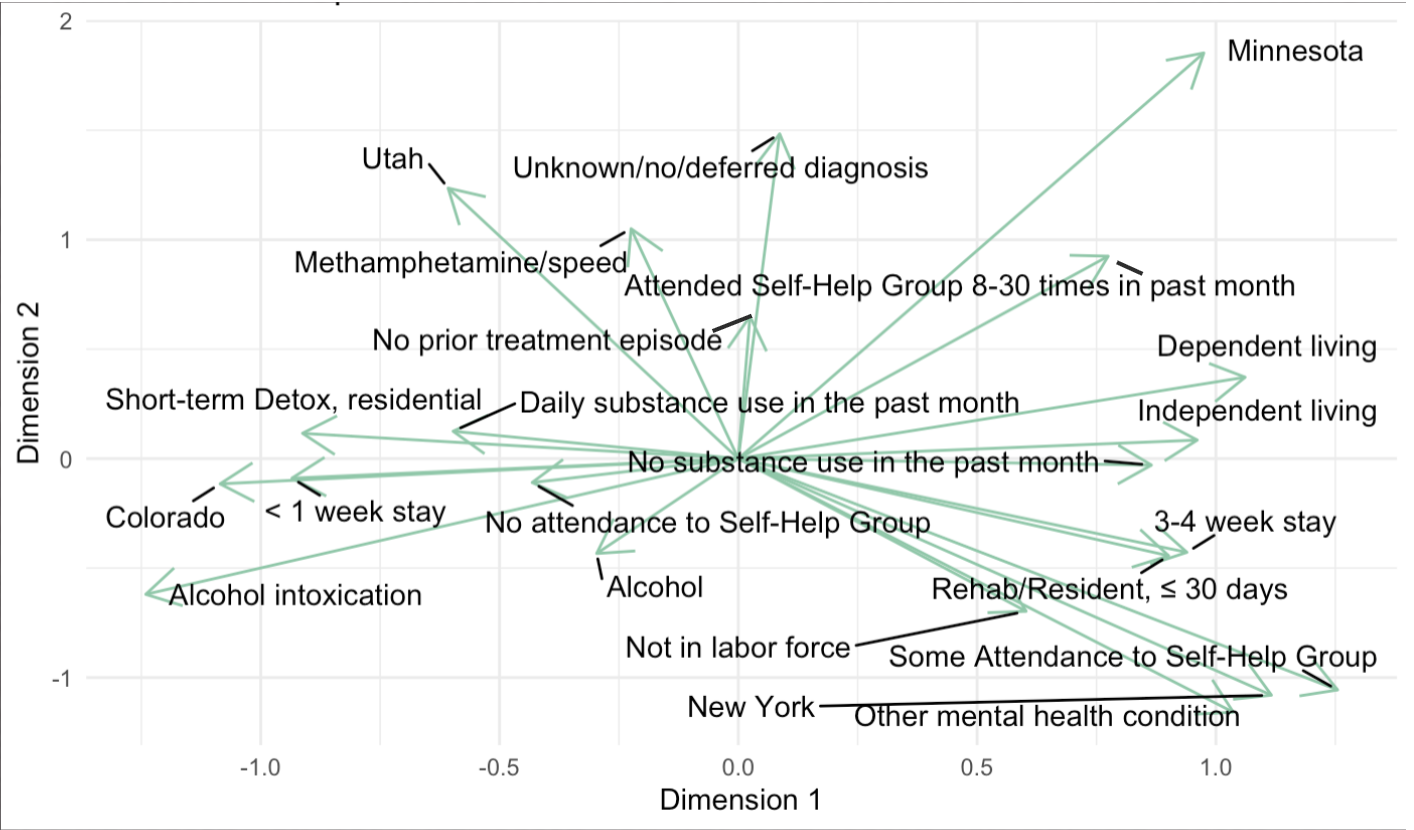 2
Minnesota
Utah
Unknown/no/deferred diagnosis
1
Methamphetamine/speed
Attended Self-Help Group 8-30 times in past month
No prior treatment episode
Dependent living
Short-term Detox, residential
Daily substance use in the past month
Independent living
Dimension 2
0
No substance use in the past month
Colorado
< 1 week stay
No attendance to Self-Help Group
3-4 week stay
Alcohol intoxication
Alcohol
Rehab/Resident, ≤ 30 days
Not in labor force
Some Attendance to Self-Help Group
-1
New York
Other mental health condition
-1.0
-0.5
0.0
0.5
1.0
Dimension 1